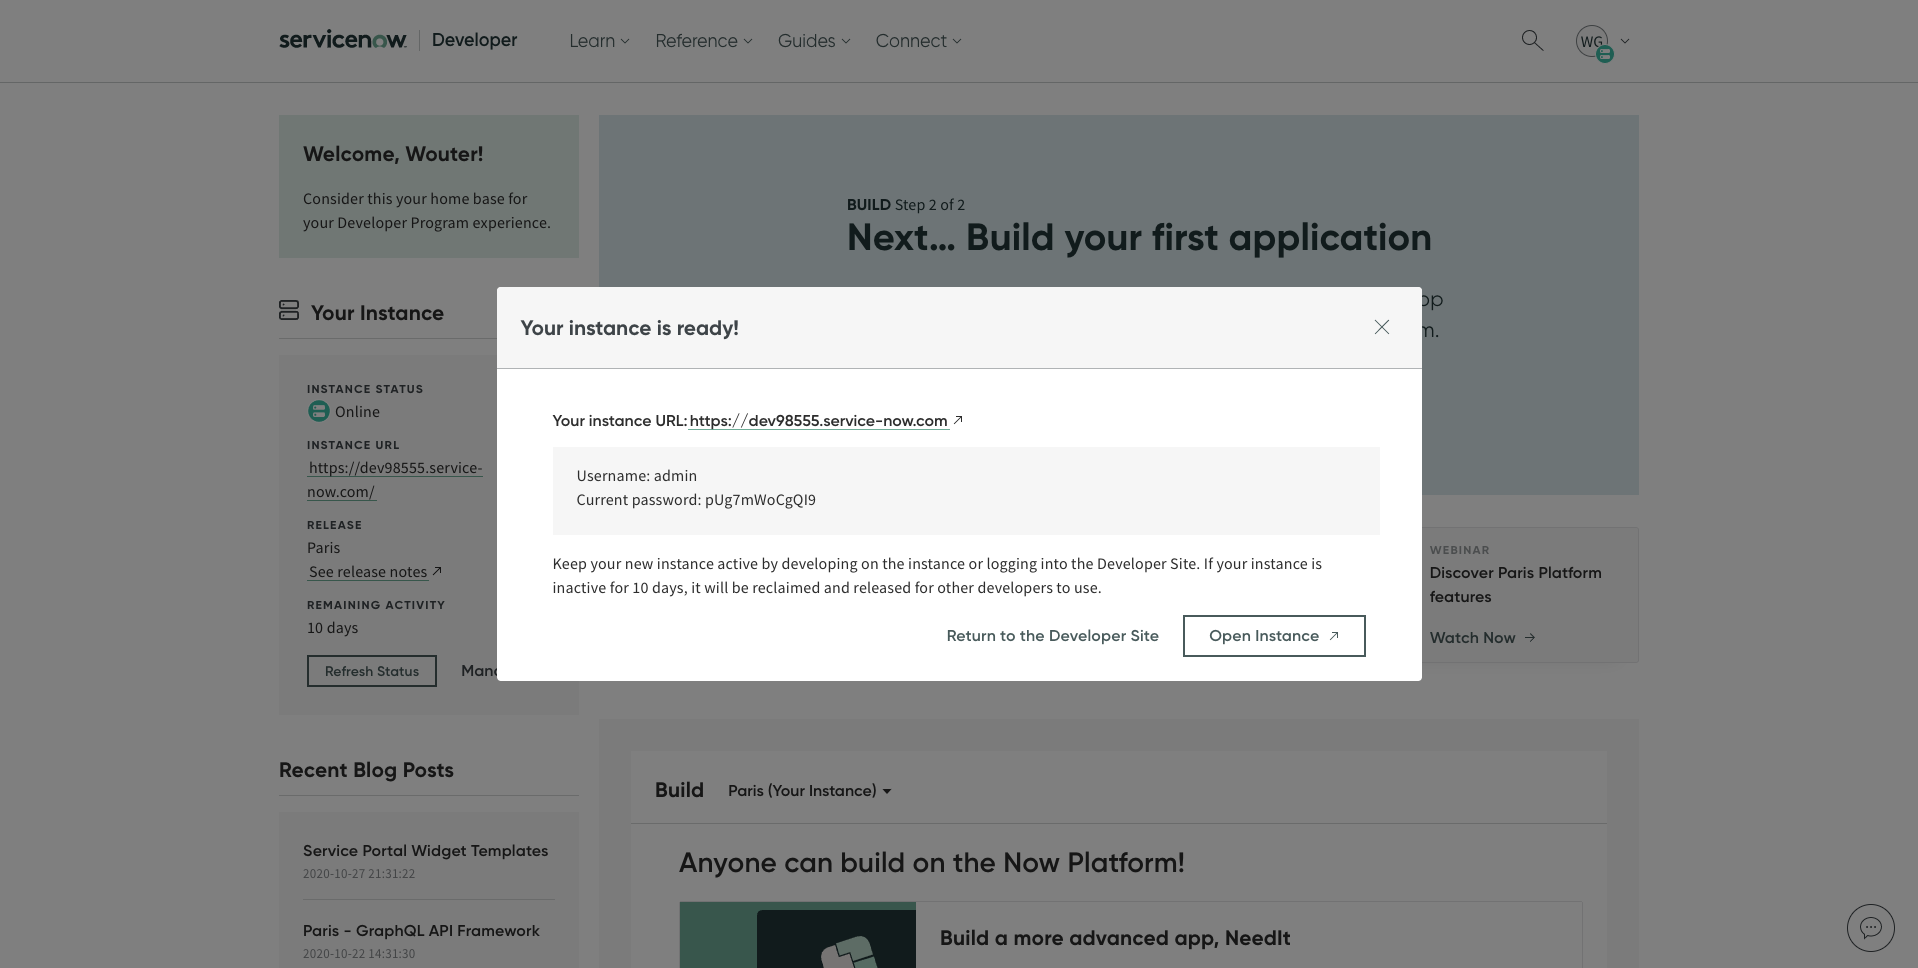 servicenow Developer Learn Reference Guides Connect WG
Welcome, Wouter!
Consider this your home base for
your Developer Program experience.
BUILD Step 2 of 2
Next... Build your first application
Your Instance
INSTANCE STATUS
Online
INSTANCE URL
https://dev98555.service-
now.com/
RELEASE
Paris
See release notes
REMAINING ACTIVITY
10 days
Refresh Status
Your instance is ready!
Your instance URL: https://dev98555.service-now.com
Username: admin
Current password: pUg7mWoCgQI9
Keep your new instance active by developing on the instance or logging into the Developer Site. If your instance is
inactive for 10 days, it will be reclaimed and released for other developers to use.
Return to the Developer Site Open Instance
WEBINAR
Discover Paris Platform
features
Watch Now
Recent Blog Posts
Service Portal Widget Templates
2020-10-27 21:31:22
Paris - GraphQL API Framework
2020-10-22 14:31:30
Build Paris (Your Instance)
Anyone can build on the Now Platform!
Build a more advanced app, NeedIt